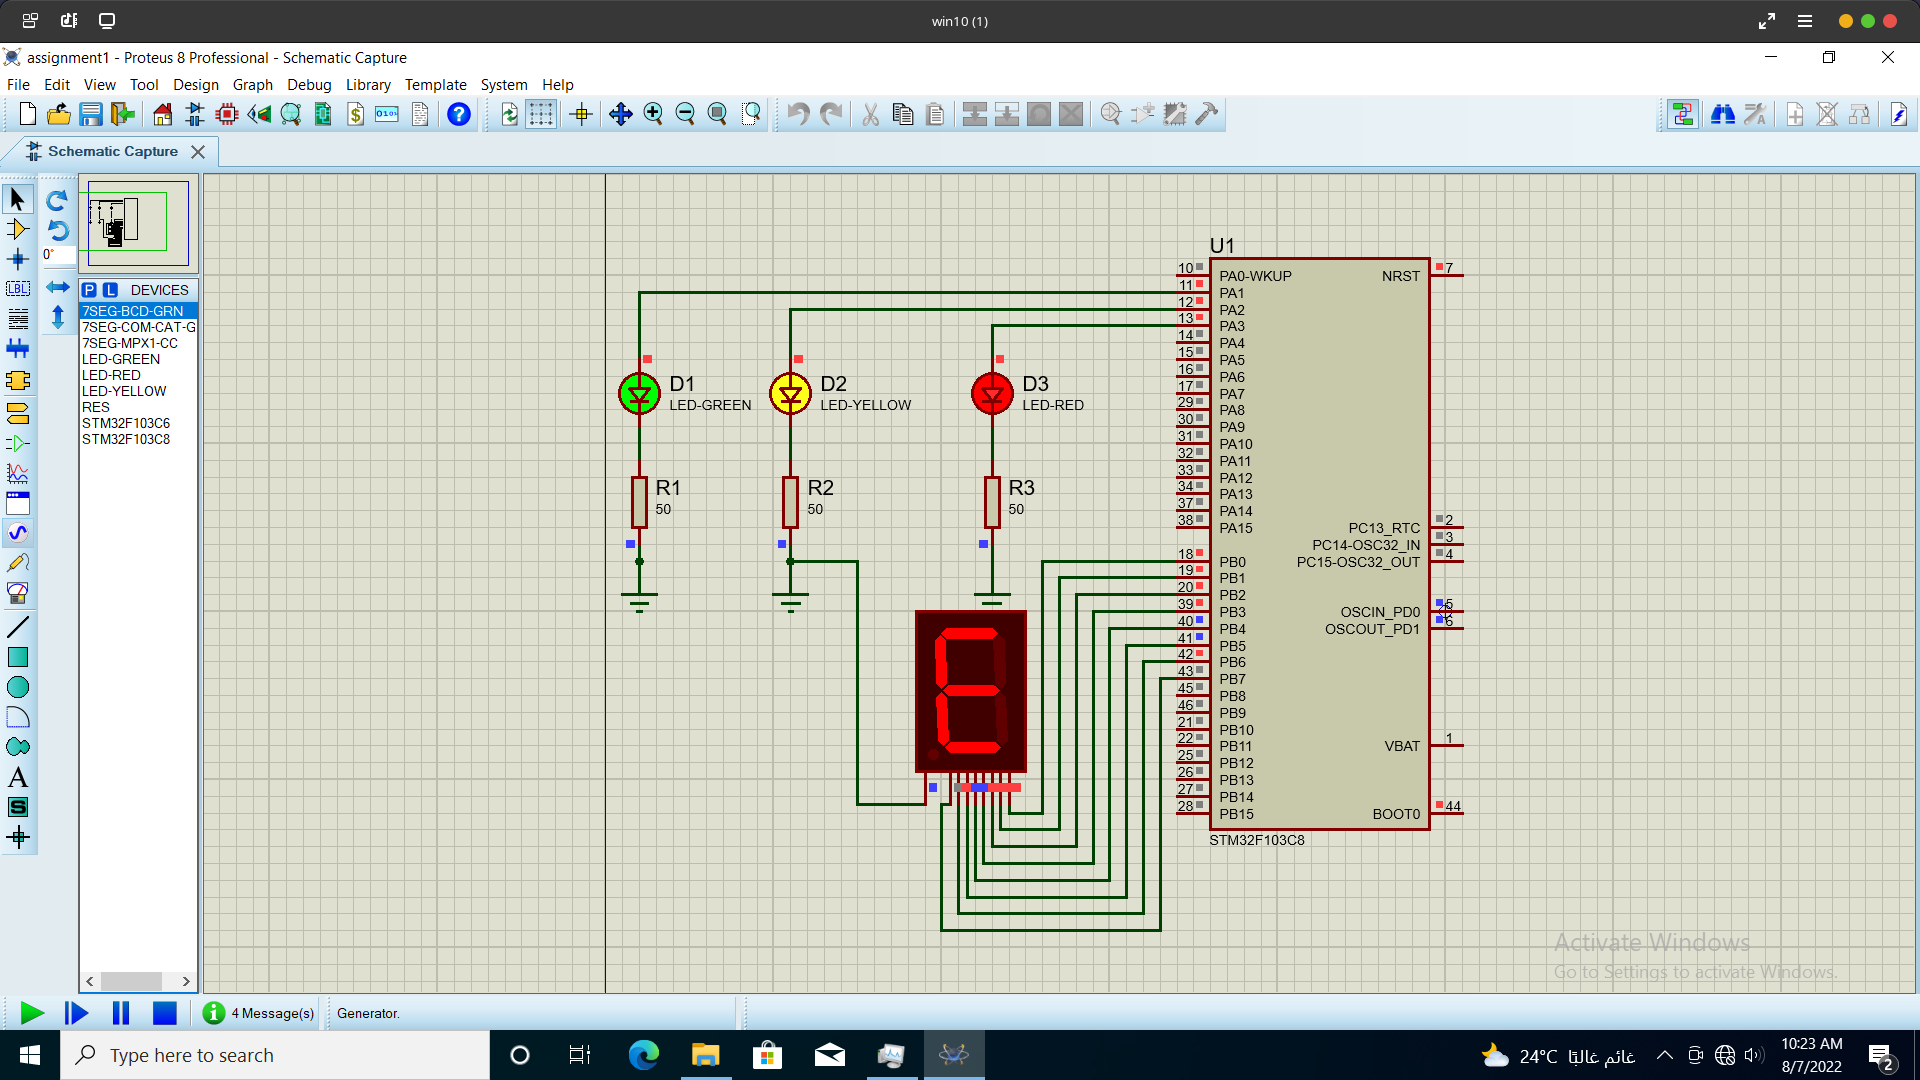 win10 (1)
assignment1 - Proteus 8 Professional - Schematic Capture
File Edit View Tool Design Graph Debug Library Template System Help
Schematic Capture
0°
LBL
P L DEVICES
7SEG-BCD-GRN
7SEG-COM-CAT-G
7SEG-MPX1-CC
LED-GREEN
LED-RED
LED-YELLOW
RES
STM32F103C6
STM32F103C8
A
S
D1
LED-GREEN
D2
LED-YELLOW
D3
LED-RED
R1
50
R2
50
R3
50
U1
10 PA0-WKUP
11 PA1
12 PA2
13 PA3
14 PA4
15 PA5
16 PA6
17 PA7
29 PA8
30 PA9
31 PA10
32 PA11
33 PA12
34 PA13
37 PA14
38 PA15
18 PB0
19 PB1
20 PB2
39 PB3
40 PB4
41 PB5
42 PB6
43 PB7
45 PB8
46 PB9
21 PB10
22 PB11
25 PB12
26 PB13
27 PB14
28 PB15
NRST 7
PC13_RTC 2
PC14-OSC32_IN 3
PC15-OSC32_OUT 4
OSCIN_PD0 5
OSCOUT_PD1 6
VBAT 1
BOOT0 44
STM32F103C8
Activate Windows
Go to Settings to activate Windows.
4 Message(s) Generator.
Type here to search
24°C غائم غالبًا
10:23 AM
8/7/2022
2